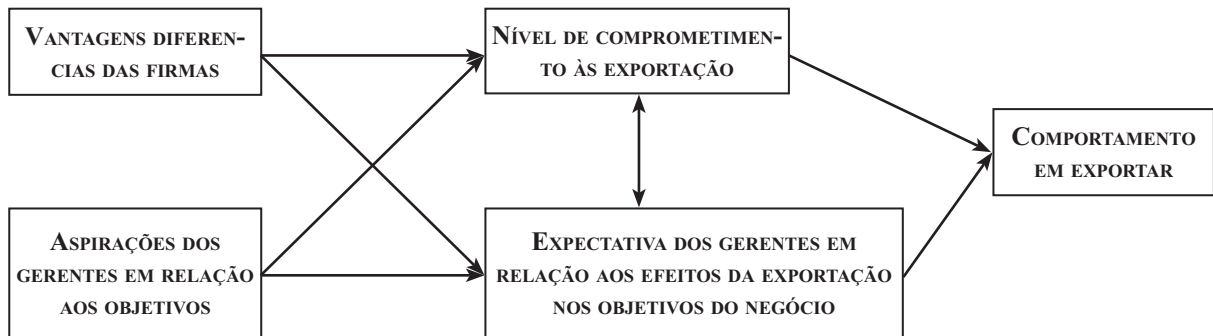 VANTAGENS DIFEREN-
CIAS DAS FIRMAS
NÍVEL DE COMPROMETIMEN-
TO ÀS EXPORTAÇÃO
COMPORTAMENTO
EM EXPORTAR
ASPIRAÇÕES DOS
GERENTES EM RELAÇÃO
AOS OBJETIVOS
EXPECTATIVA DOS GERENTES EM
RELAÇÃO AOS EFEITOS DA EXPORTAÇÃO
NOS OBJETIVOS DO NEGÓCIO